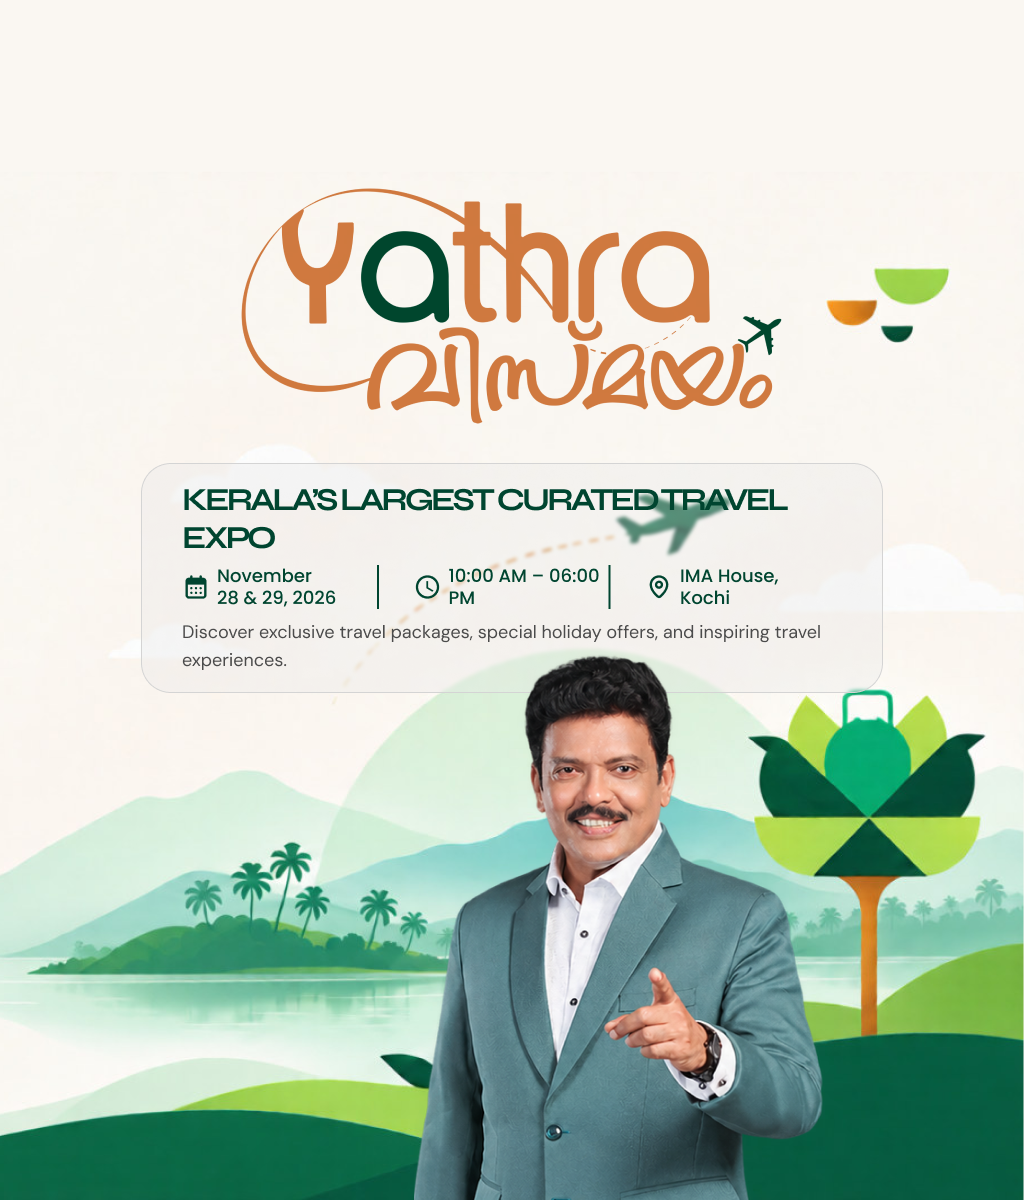 Yathra
വിസ്മയം
KERALA'S LARGEST CURATED TRAVEL
EXPO
November
28 & 29, 2026
10:00 AM – 06:00
PM
IMA House,
Kochi
Discover exclusive travel packages, special holiday offers, and inspiring travel
experiences.